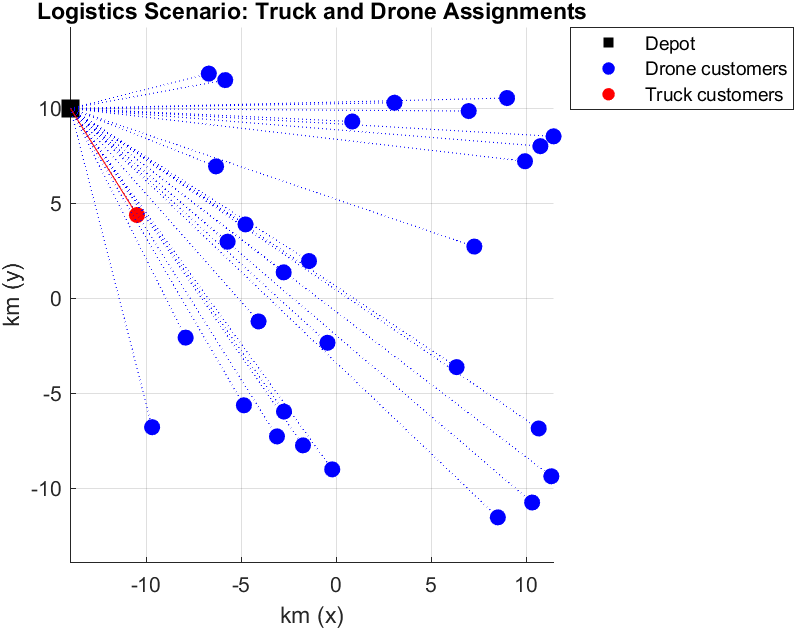 Logistics Scenario: Truck and Drone Assignments
Depot
Drone customers
Truck customers
10
5
0
-5
-10
km (y)
-10
-5
0
5
10
km (x)